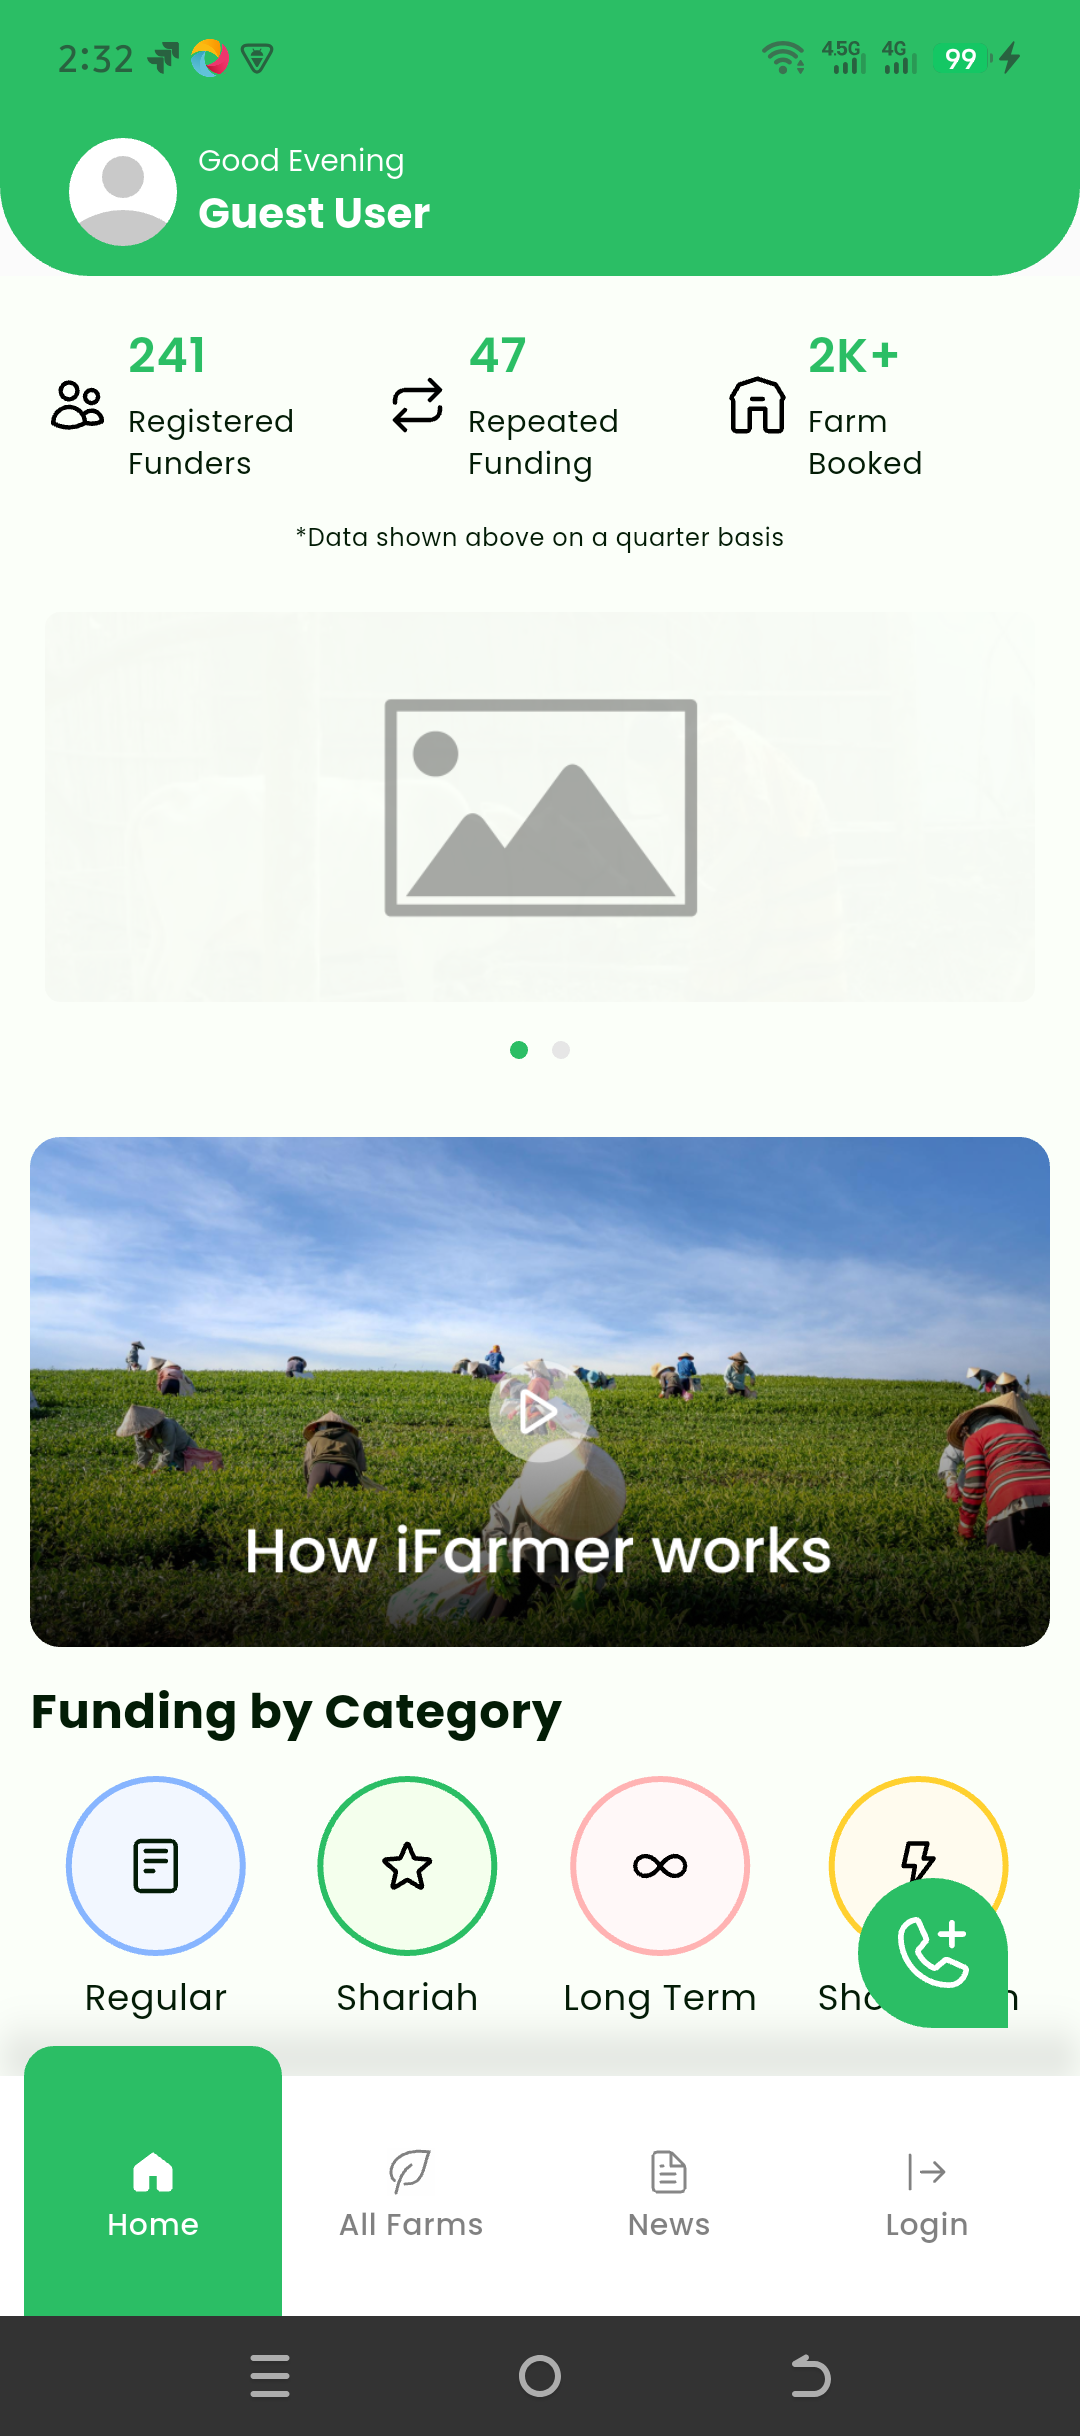 2:32
4.5G
4G
99
Good Evening
Guest User
241
Registered
Funders
47
Repeated
Funding
2K+
Farm
Booked
*Data shown above on a quarter basis
How iFarmer works
Funding by Category
Regular
Shariah
Long Term
Home
All Farms
News
Login